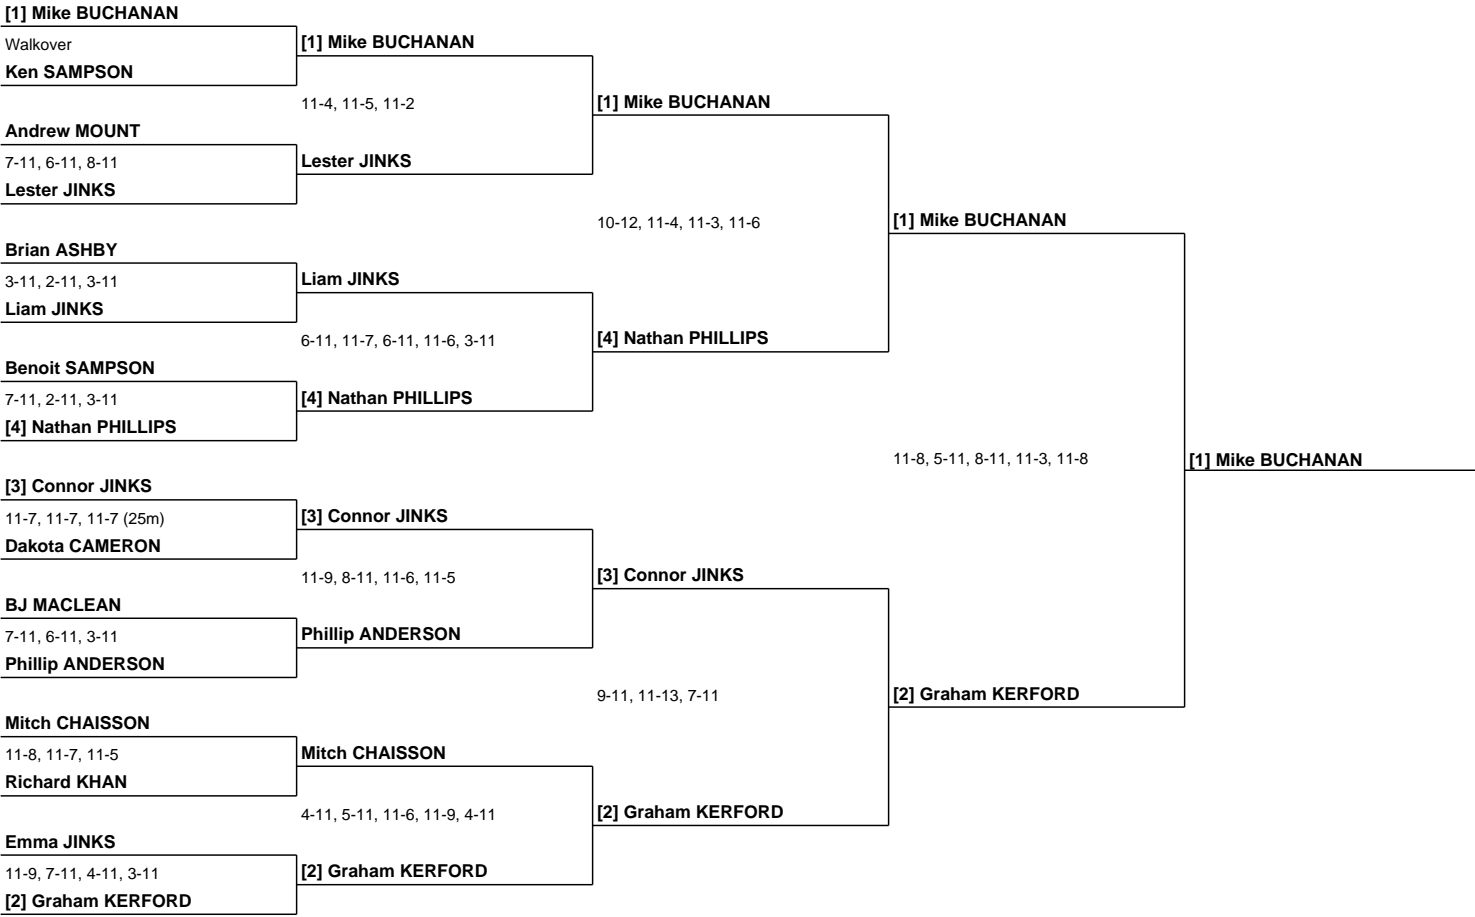 [1] Mike BUCHANAN
Walkover
Ken SAMPSON
Andrew MOUNT
7-11, 6-11, 8-11
Lester JINKS
Brian ASHBY
3-11, 2-11, 3-11
Liam JINKS
Benoit SAMPSON
7-11, 2-11, 3-11
[4] Nathan PHILLIPS
[3] Connor JINKS
11-7, 11-7, 11-7 (25m)
Dakota CAMERON
BJ MACLEAN
7-11, 6-11, 3-11
Phillip ANDERSON
Mitch CHAISSON
11-8, 11-7, 11-5
Richard KHAN
Emma JINKS
11-9, 7-11, 4-11, 3-11
[2] Graham KERFORD
[1] Mike BUCHANAN
11-4, 11-5, 11-2
Lester JINKS
Liam JINKS
6-11, 11-7, 6-11, 11-6, 3-11
[4] Nathan PHILLIPS
[3] Connor JINKS
11-9, 8-11, 11-6, 11-5
Phillip ANDERSON
Mitch CHAISSON
4-11, 5-11, 11-6, 11-9, 4-11
[2] Graham KERFORD
[1] Mike BUCHANAN
10-12, 11-4, 11-3, 11-6
[4] Nathan PHILLIPS
[3] Connor JINKS
9-11, 11-13, 7-11
[2] Graham KERFORD
[1] Mike BUCHANAN
11-8, 5-11, 8-11, 11-3, 11-8
[2] Graham KERFORD
[1] Mike BUCHANAN